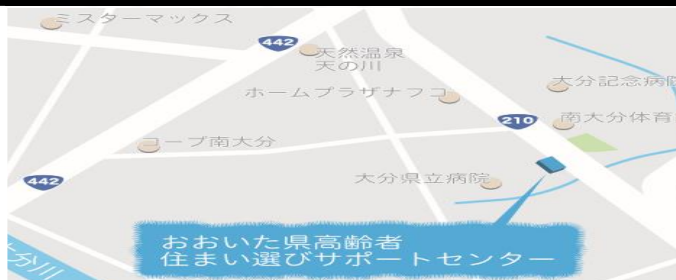 ミスターマックス
442
天然温泉
天の川
ホームプラザナフコ
大分記念病院
210
南大分体育
コープ南大分
442
大分県立病院
おおいた県高齢者
住まい選びサポートセンター
大分川